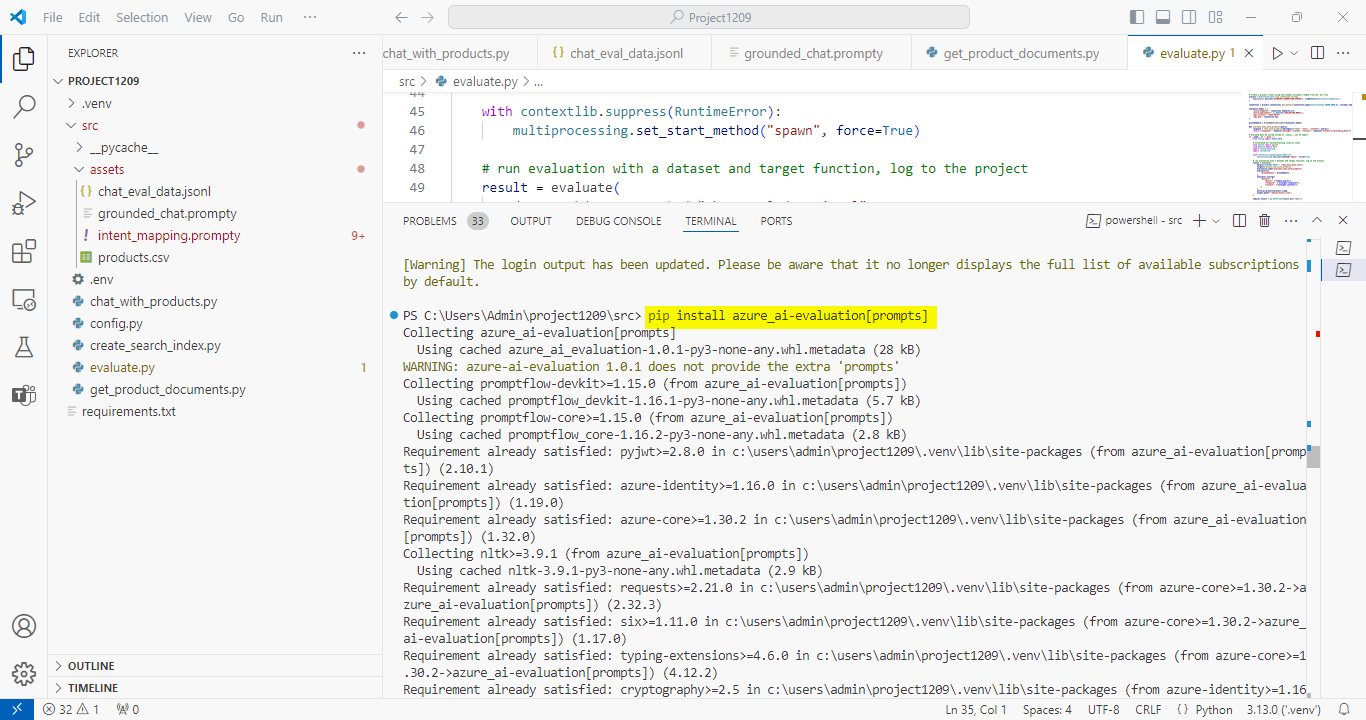 File Edit Selection View Go Run ··· Project1209
EXPLORER
PROJECT1209
.venv
src
__pycache__
assets
chat_eval_data.jsonl
grounded_chat.prompty
intent_mapping.prompty 9+
products.csv
.env
chat_with_products.py
config.py
create_search_index.py
evaluate.py 1
get_product_documents.py
requirements.txt
OUTLINE
TIMELINE
chat_with_products.py chat_eval_data.jsonl grounded_chat.prompty get_product_documents.py evaluate.py 1
src > evaluate.py > ...
44
45 with contextlib.suppress(RuntimeError):
46 multiprocessing.set_start_method("spawn", force=True)
47
48 # run evaluation with a dataset and target function, log to the project
49 result = evaluate(
PROBLEMS 33 OUTPUT DEBUG CONSOLE TERMINAL PORTS powershell - src
[Warning] The login output has been updated. Please be aware that it no longer displays the full list of available subscriptions
by default.
PS C:\Users\Admin\project1209\src> pip install azure_ai-evaluation[prompts]
Collecting azure_ai-evaluation[prompts]
Using cached azure_ai_evaluation-1.0.1-py3-none-any.whl.metadata (28 kB)
WARNING: azure-ai-evaluation 1.0.1 does not provide the extra 'prompts'
Collecting promptflow-devkit>=1.15.0 (from azure_ai-evaluation[prompts])
Using cached promptflow_devkit-1.16.1-py3-none-any.whl.metadata (5.7 kB)
Collecting promptflow-core>=1.15.0 (from azure_ai-evaluation[prompts])
Using cached promptflow_core-1.16.2-py3-none-any.whl.metadata (2.8 kB)
Requirement already satisfied: pyjwt>=2.8.0 in c:\users\admin\project1209\.venv\lib\site-packages (from azure_ai-evaluation[promp
ts]) (2.10.1)
Requirement already satisfied: azure-identity>=1.16.0 in c:\users\admin\project1209\.venv\lib\site-packages (from azure_ai-evalua
tion[prompts]) (1.19.0)
Requirement already satisfied: azure-core>=1.30.2 in c:\users\admin\project1209\.venv\lib\site-packages (from azure_ai-evaluation
[prompts]) (1.32.0)
Collecting nltk>=3.9.1 (from azure_ai-evaluation[prompts])
Using cached nltk-3.9.1-py3-none-any.whl.metadata (2.9 kB)
Requirement already satisfied: requests>=2.21.0 in c:\users\admin\project1209\.venv\lib\site-packages (from azure-core>=1.30.2->a
zure_ai-evaluation[prompts]) (2.32.3)
Requirement already satisfied: six>=1.11.0 in c:\users\admin\project1209\.venv\lib\site-packages (from azure-core>=1.30.2->azure_
ai-evaluation[prompts]) (1.17.0)
Requirement already satisfied: typing-extensions>=4.6.0 in c:\users\admin\project1209\.venv\lib\site-packages (from azure-core>=1
.30.2->azure_ai-evaluation[prompts]) (4.12.2)
Requirement already satisfied: cryptography>=2.5 in c:\users\admin\project1209\.venv\lib\site-packages (from azure-identity>=1.16
32 1 0 Ln 35, Col 1 Spaces: 4 UTF-8 CRLF {} Python 3.13.0 ('.venv')